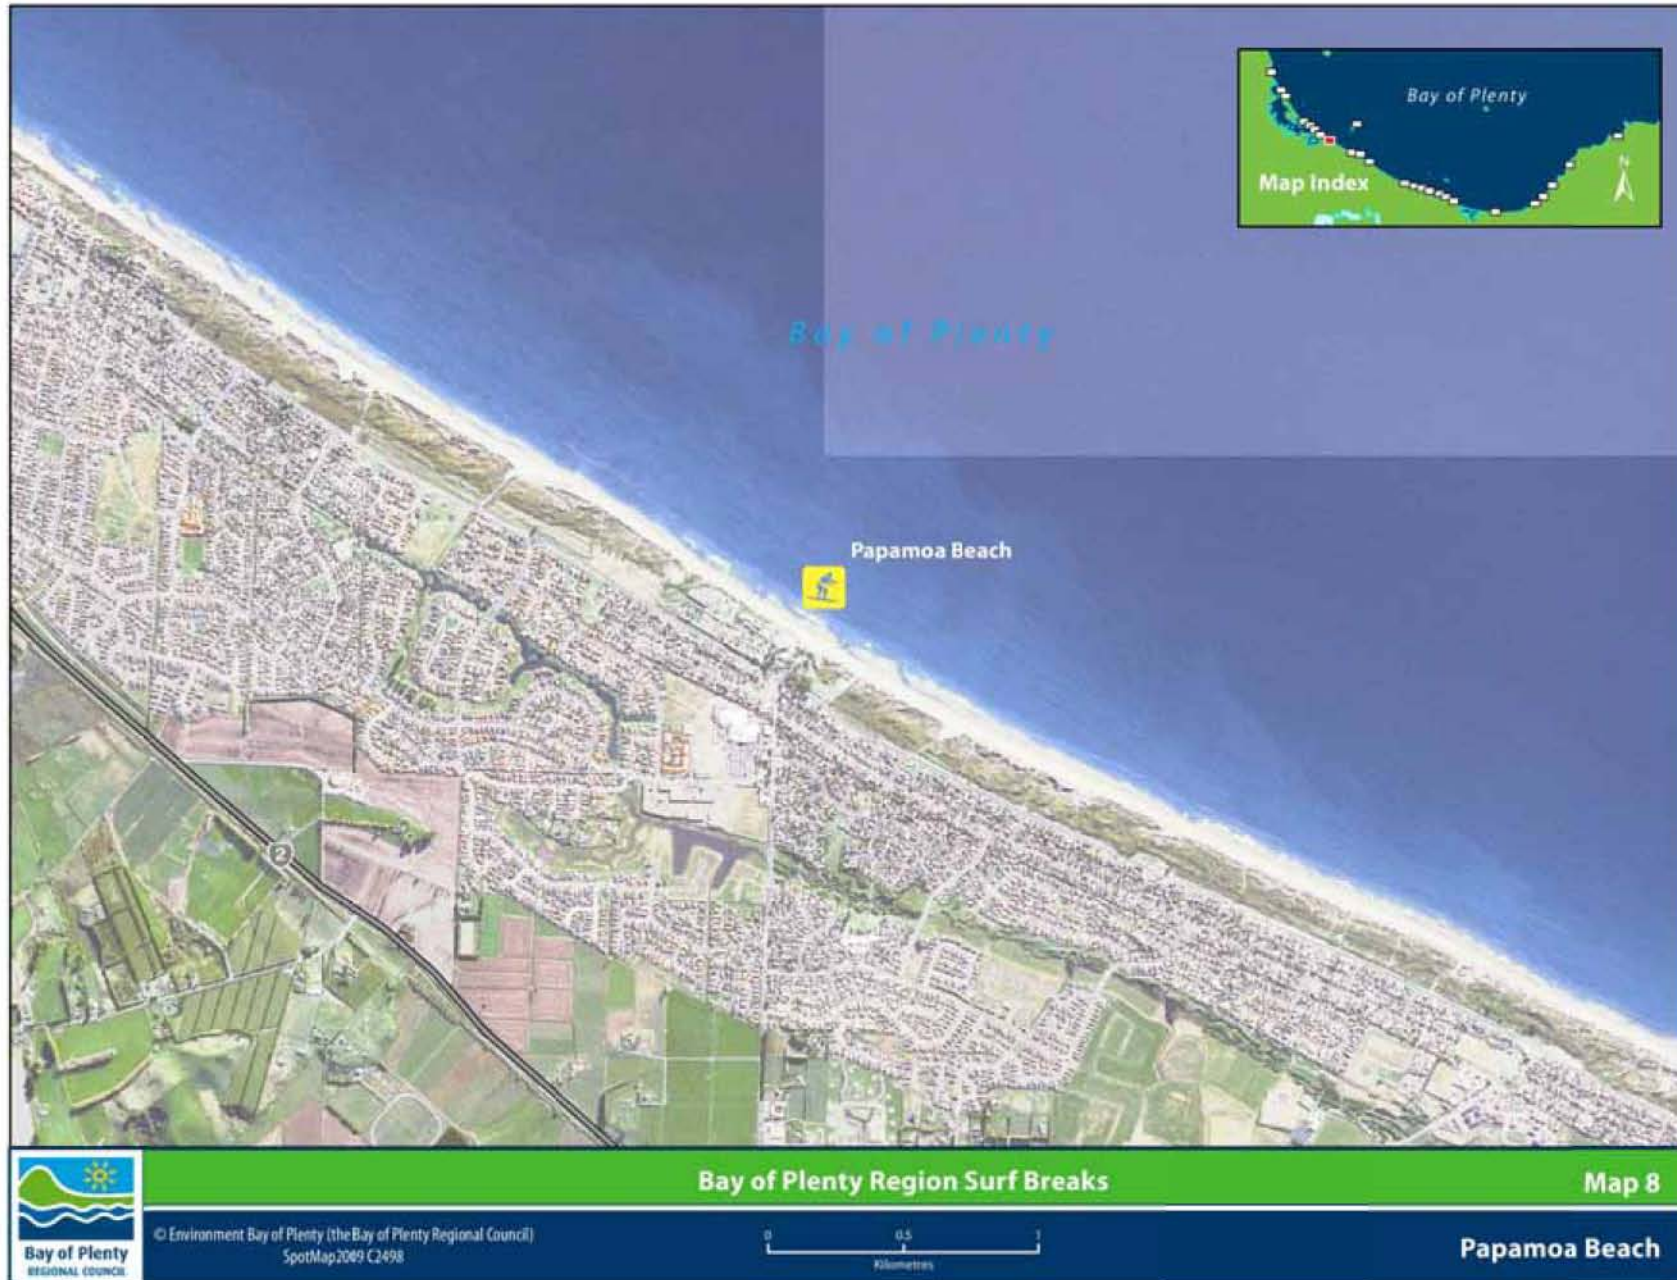 Bay of Plenty
Map Index
N
Bay of Plenty
Papamoa Beach
2
Bay of Plenty Region Surf Breaks
Map 8
© Environment Bay of Plenty (the Bay of Plenty Regional Council)
SpotMap2009 C2498
0 0.5 1
Kilometres
Papamoa Beach
Bay of Plenty
REGIONAL COUNCIL